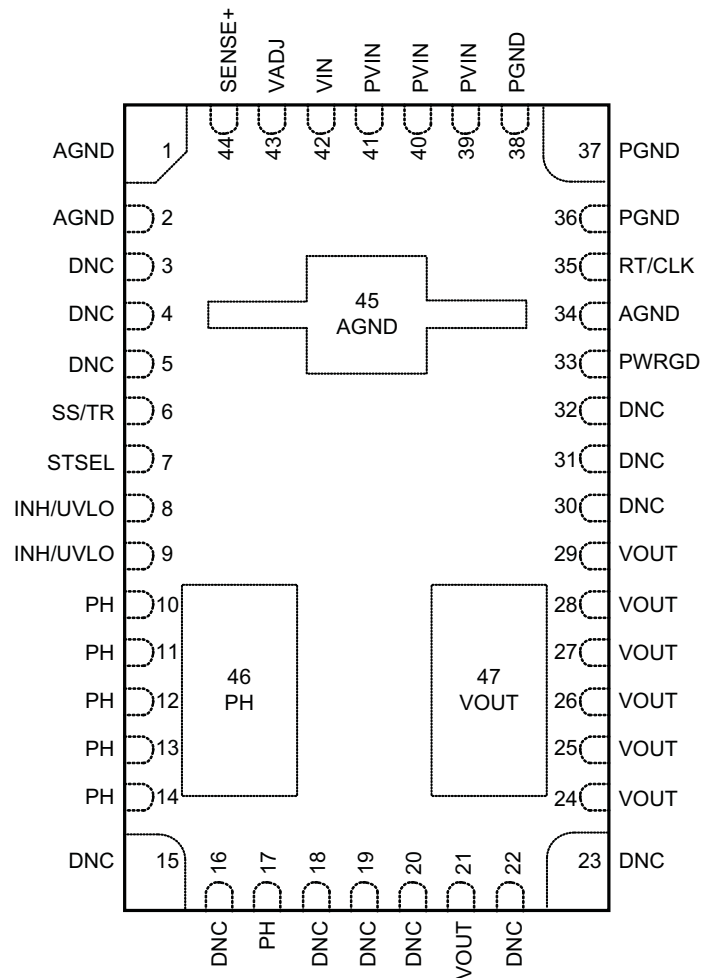 SENSE+
VADJ
VIN
PVIN
PVIN
PVIN
PGND
44
43
42
41
40
39
38
AGND 1
37 PGND
AGND 2
36 PGND
DNC 3
35 RT/CLK
DNC 4
34 AGND
45
AGND
DNC 5
33 PWRGD
SS/TR 6
32 DNC
STSEL 7
31 DNC
INH/UVLO 8
30 DNC
INH/UVLO 9
29 VOUT
PH 10
28 VOUT
PH 11
27 VOUT
46
PH
47
VOUT
PH 12
26 VOUT
PH 13
25 VOUT
PH 14
24 VOUT
DNC 15
23 DNC
16
17
18
19
20
21
22
DNC
PH
DNC
DNC
DNC
VOUT
DNC